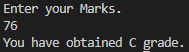 Enter your Marks.
76
You have obtained C grade.